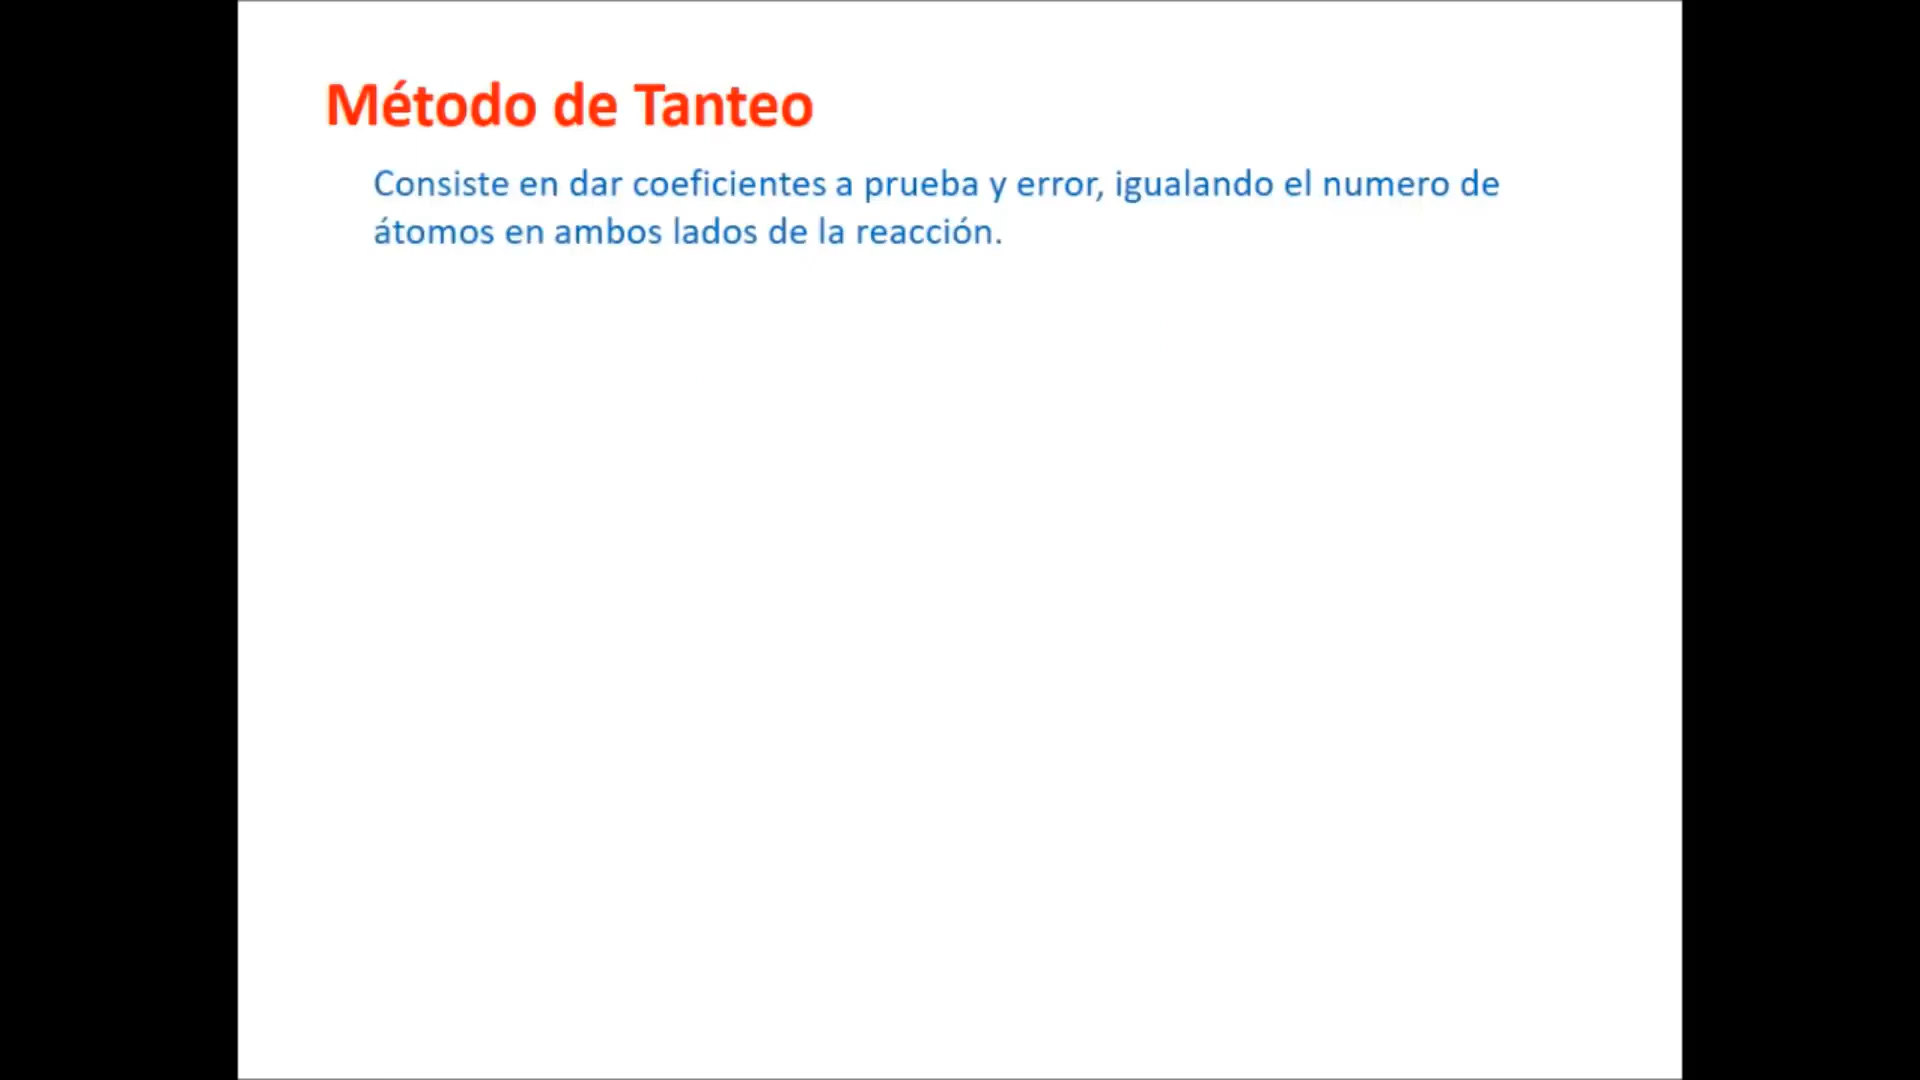 Método de Tanteo
Consiste en dar coeficientes a prueba y error, igualando el numero de
átomos en ambos lados de la reacción.